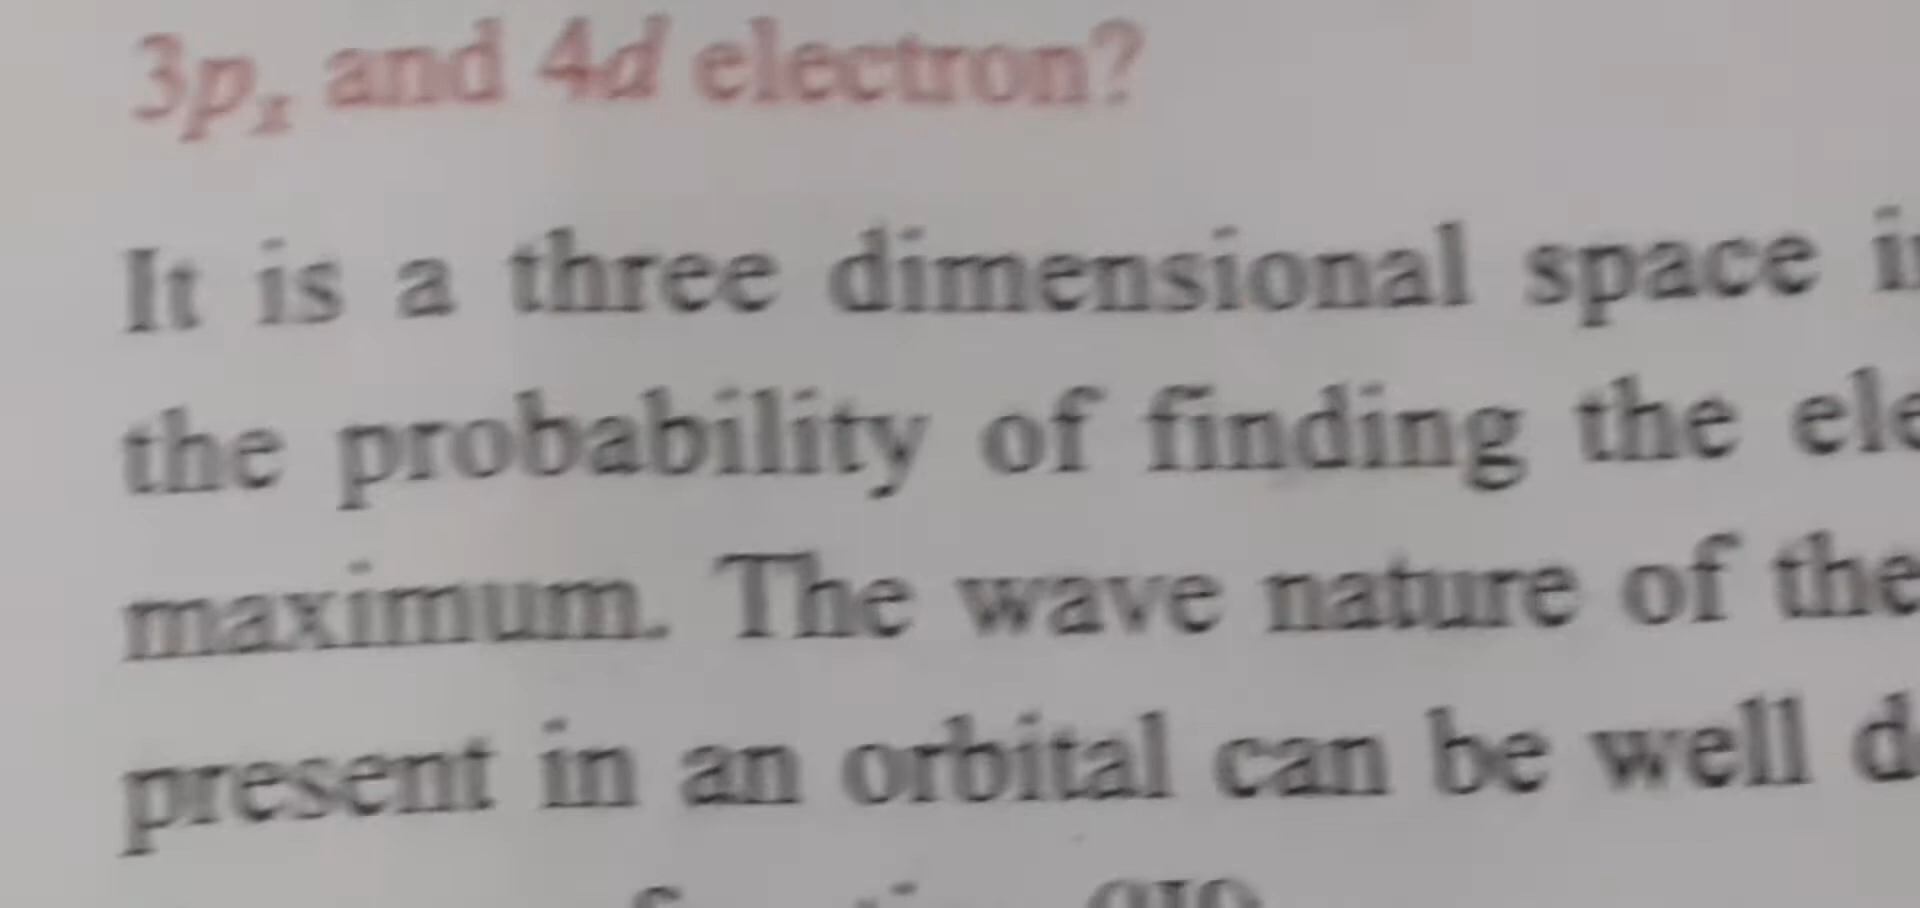 3pₓ and 4d electron?
It is a three dimensional space
the probability of finding the
maximum. The wave nature of the
present in an orbital can be well